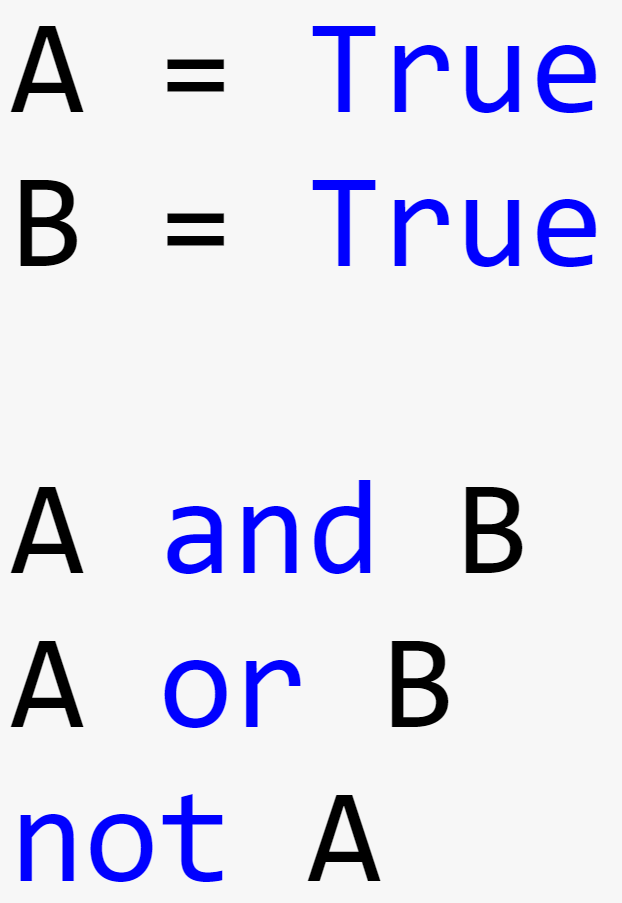 A = True
B = True
A and B
A or B
not A